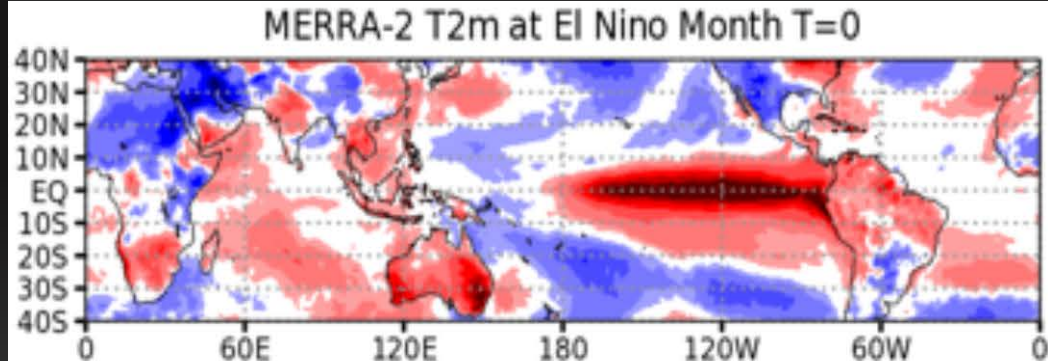 MERRA-2 T2m at El Nino Month T=0
40N
30N
20N
10N
EQ
10S
20S
30S
40S
0 60E 120E 180 120W 60W 0